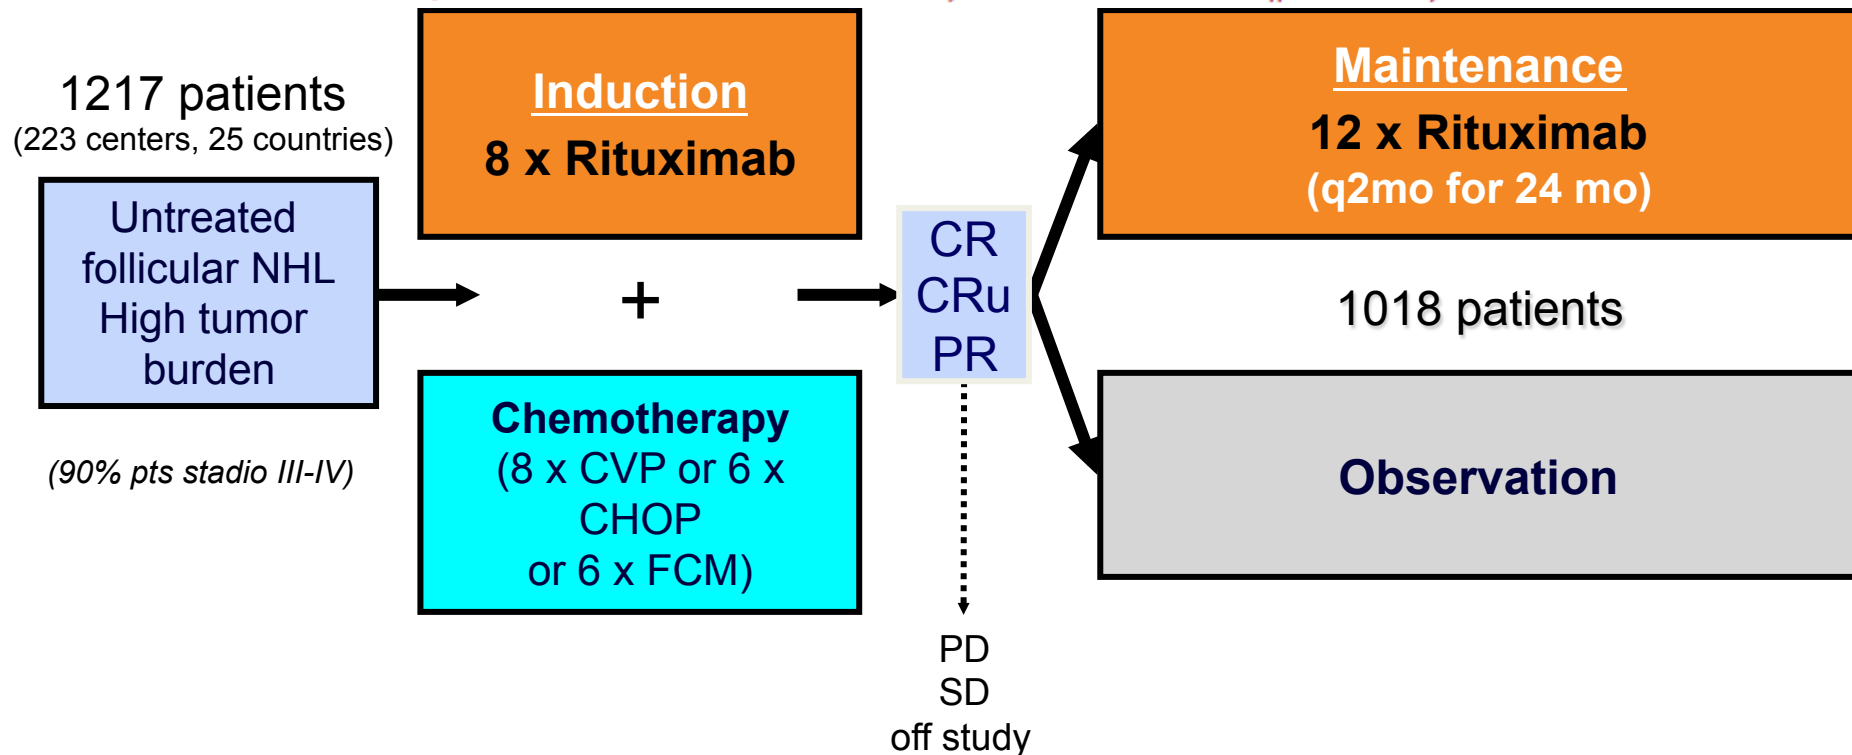 1217 patients
(223 centers, 25 countries)
Untreated
follicular NHL
High tumor
burden
(90% pts stadio III-IV)
Induction
8 x Rituximab
+
Chemotherapy
(8 x CVP or 6 x
CHOP
or 6 x FCM)
CR
CRu
PR
PD
SD
off study
Maintenance
12 x Rituximab
(q2mo for 24 mo)
1018 patients
Observation